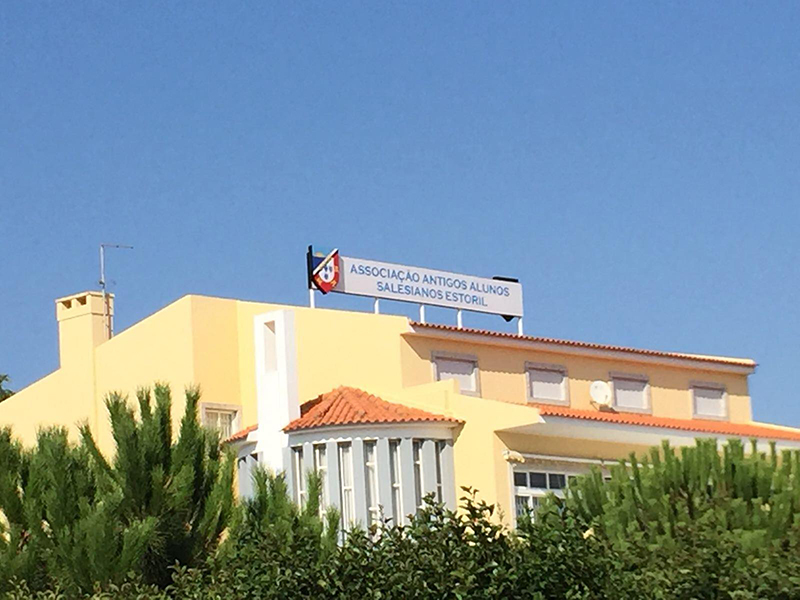 ASSOCIAÇÃO ANTIGOS ALUNOS
SALESIANOS ESTORIL